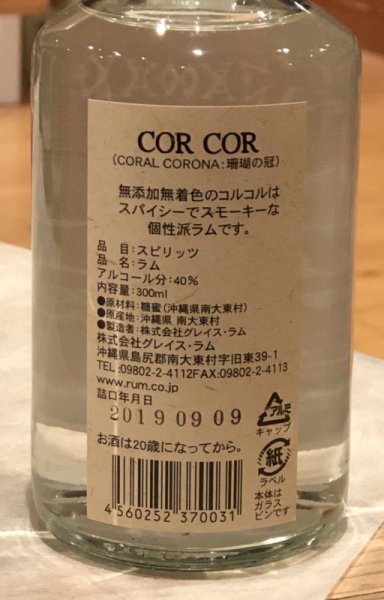 COR COR
(CORAL CORONA:珊瑚の冠)
無添加無着色のコルコルは
スパイシーでスモーキーな
個性派ラムです。
品 目:スピリッツ
品 名:ラム
アルコール分:40%
内容量:300ml
●原材料:糖蜜(沖縄県南大東村)
●原産地:沖縄県 南大東村
●製造者:株式会社グレイス・ラム
株式会社グレイス・ラム
沖縄県島尻郡南大東村字旧東39-1
TEL:09802-2-4112FAX:09802-2-4113
www.rum.co.jp
詰口年月日
2019 09 09
アルミ
キャップ
お酒は20歳になってから。
紙
ラベル
本体は
ガラス
ビンです
4 560252 370031